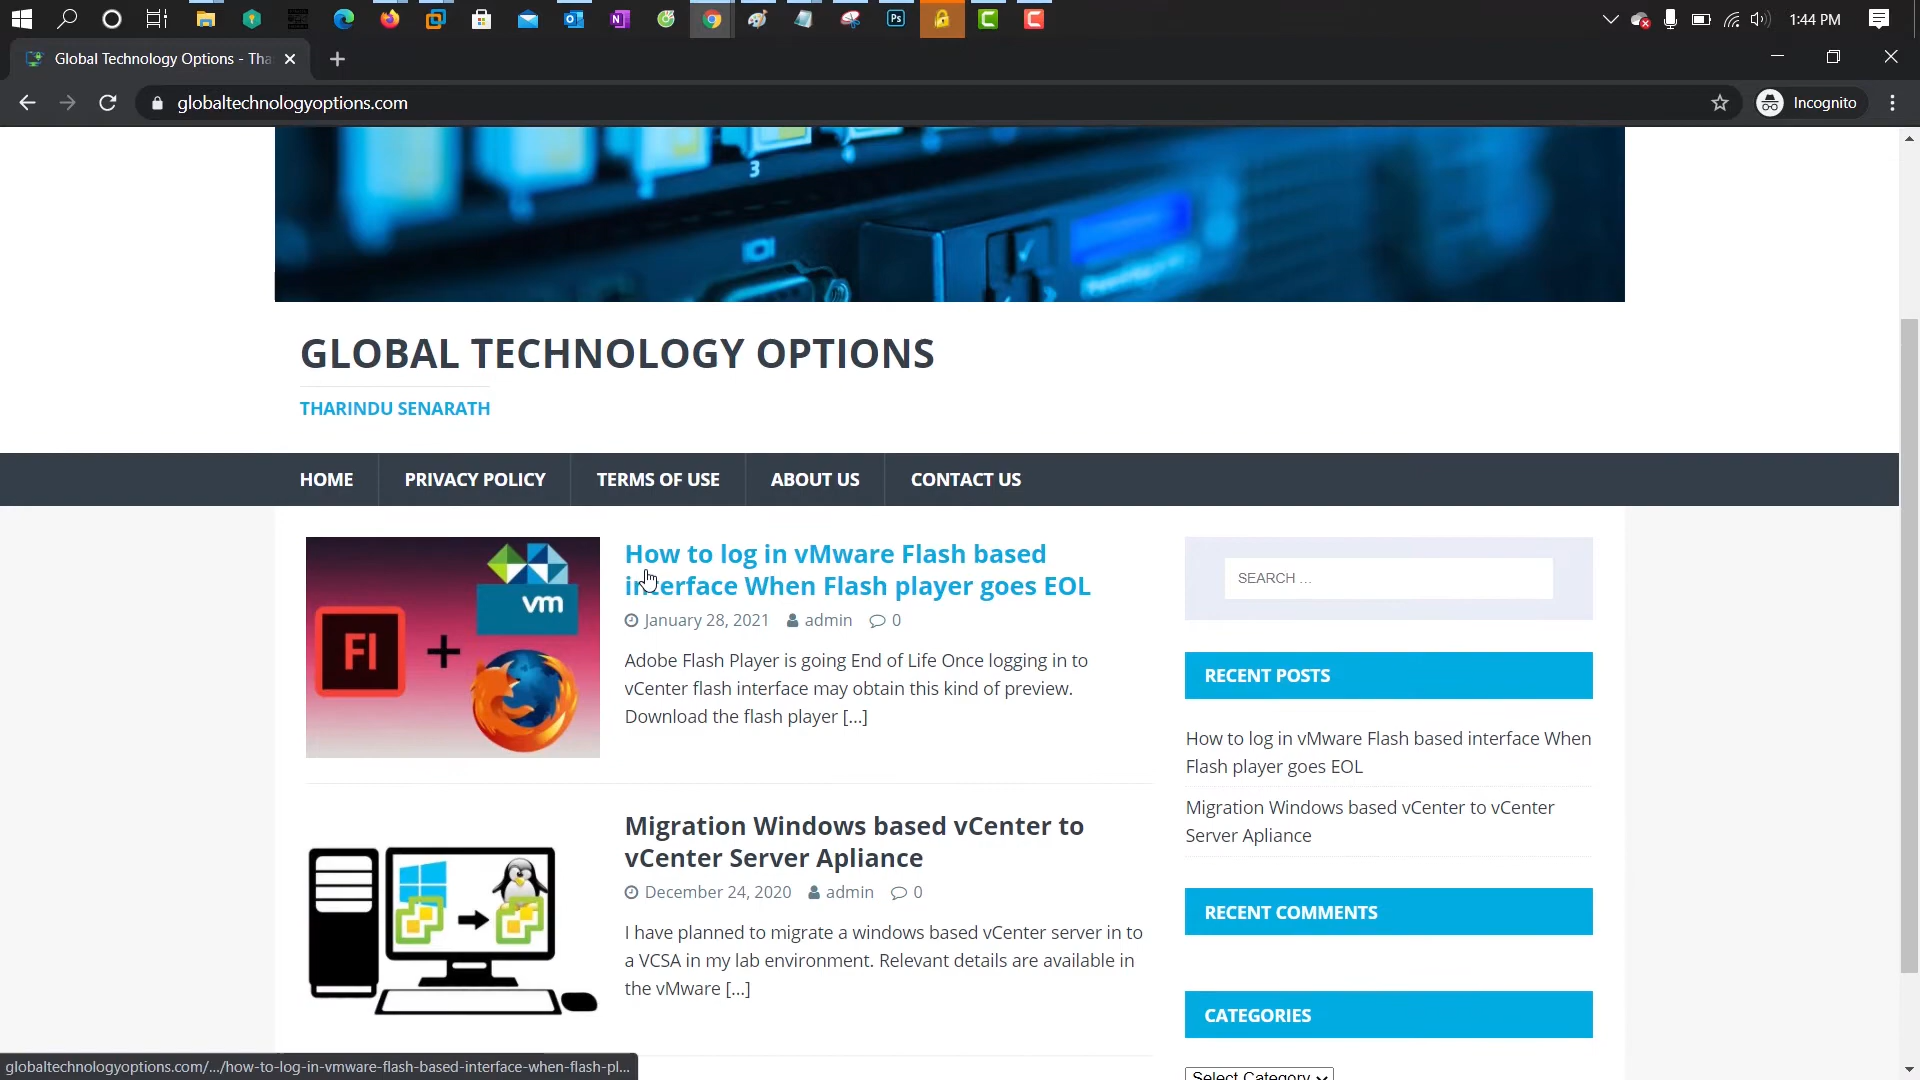 1:44 PM
Global Technology Options - Tha
globaltechnologyoptions.com
Incognito
3
GLOBAL TECHNOLOGY OPTIONS
THARINDU SENARATH
HOME
PRIVACY POLICY
TERMS OF USE
ABOUT US
CONTACT US
Fl
+
vm
How to log in vMware Flash based
interface When Flash player goes EOL
January 28, 2021 admin 0
Adobe Flash Player is going End of Life Once logging in to
vCenter flash interface may obtain this kind of preview.
Download the flash player [...]
Migration Windows based vCenter to
vCenter Server Apliance
December 24, 2020 admin 0
I have planned to migrate a windows based vCenter server in to
a VCSA in my lab environment. Relevant details are available in
the vMware [...]
SEARCH ...
RECENT POSTS
How to log in vMware Flash based interface When
Flash player goes EOL
Migration Windows based vCenter to vCenter
Server Apliance
RECENT COMMENTS
CATEGORIES
Select Category
globaltechnologyoptions.com/.../how-to-log-in-vmware-flash-based-interface-when-flash-pl...